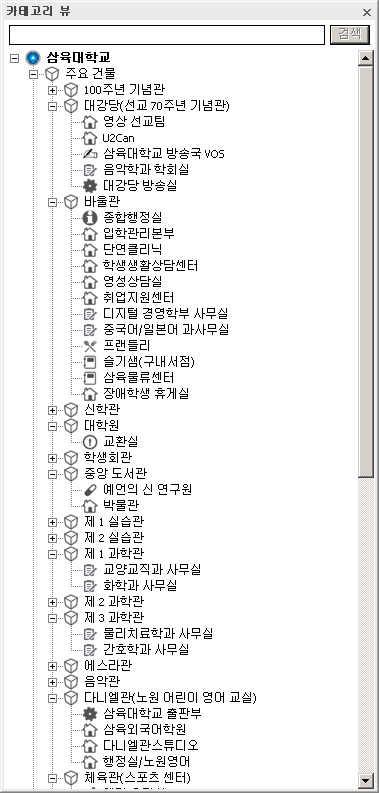 카테고리 뷰
검색
삼육대학교
주요 건물
100주년 기념관
대강당(선교 70주년 기념관)
영상 선교팀
U2Can
삼육대학교 방송국 VOS
음악학과 학회실
대강당 방송실
바울관
종합행정실
입학관리본부
단연클리닉
학생생활상담센터
영성상담실
취업지원센터
디지털 경영학부 사무실
중국어/일본어 과사무실
프랜들리
슬기샘(구내서점)
삼육물류센터
장애학생 휴게실
신학관
대학원
교환실
학생회관
중앙 도서관
예언의 신 연구원
박물관
제 1 실습관
제 2 실습관
제 1 과학관
교양교직과 사무실
화학과 사무실
제 2 과학관
제 3 과학관
물리치료학과 사무실
간호학과 사무실
에스라관
음악관
다니엘관(노원 어린이 영어 교실)
삼육대학교 출판부
삼육외국어학원
다니엘관스튜디오
행정실/노원영어
체육관(스포츠 센터)